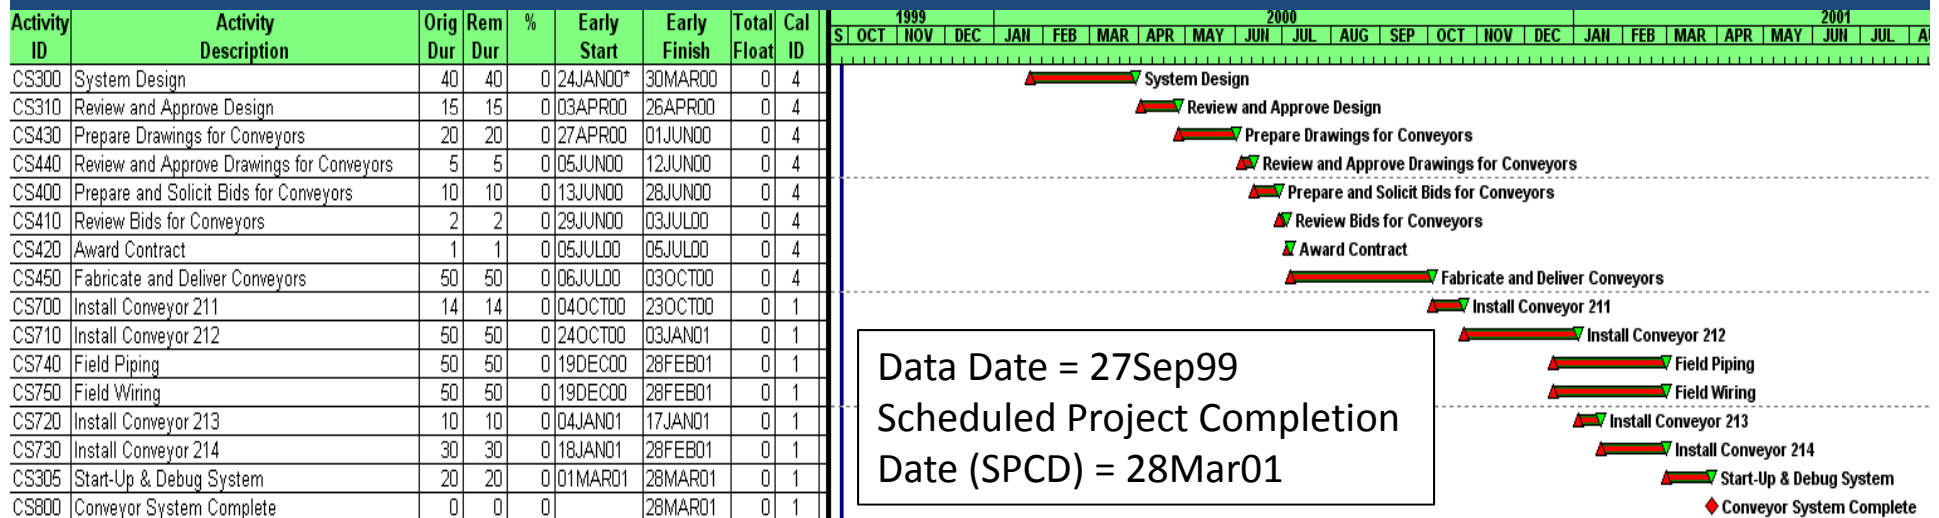 Activity ID Activity Description Orig Dur Rem Dur % Early Start Early Finish Total Float Cal ID
1999 2000 2001
S OCT NOV DEC JAN FEB MAR APR MAY JUN JUL AUG SEP OCT NOV DEC JAN FEB MAR APR MAY JUN JUL
CS300 System Design 40 40 0 24JAN00* 30MAR00 0 4 System Design
CS310 Review and Approve Design 15 15 0 03APR00 26APR00 0 4 Review and Approve Design
CS430 Prepare Drawings for Conveyors 20 20 0 27APR00 01JUN00 0 4 Prepare Drawings for Conveyors
CS440 Review and Approve Drawings for Conveyors 5 5 0 05JUN00 12JUN00 0 4 Review and Approve Drawings for Conveyors
CS400 Prepare and Solicit Bids for Conveyors 10 10 0 13JUN00 28JUN00 0 4 Prepare and Solicit Bids for Conveyors
CS410 Review Bids for Conveyors 2 2 0 29JUN00 03JUL00 0 4 Review Bids for Conveyors
CS420 Award Contract 1 1 0 05JUL00 05JUL00 0 4 Award Contract
CS450 Fabricate and Deliver Conveyors 50 50 0 06JUL00 03OCT00 0 4 Fabricate and Deliver Conveyors
CS700 Install Conveyor 211 14 14 0 04OCT00 23OCT00 0 1 Install Conveyor 211
CS710 Install Conveyor 212 50 50 0 24OCT00 03JAN01 0 1 Install Conveyor 212
CS740 Field Piping 50 50 0 19DEC00 28FEB01 0 1 Field Piping
CS750 Field Wiring 50 50 0 19DEC00 28FEB01 0 1 Field Wiring
CS720 Install Conveyor 213 10 10 0 04JAN01 17JAN01 0 1 Install Conveyor 213
CS730 Install Conveyor 214 30 30 0 18JAN01 28FEB01 0 1 Install Conveyor 214
CS305 Start-Up & Debug System 20 20 0 01MAR01 28MAR01 0 1 Start-Up & Debug System
CS800 Conveyor System Complete 0 0 0 28MAR01 0 1 Conveyor System Complete
Data Date = 27Sep99
Scheduled Project Completion
Date (SPCD) = 28Mar01